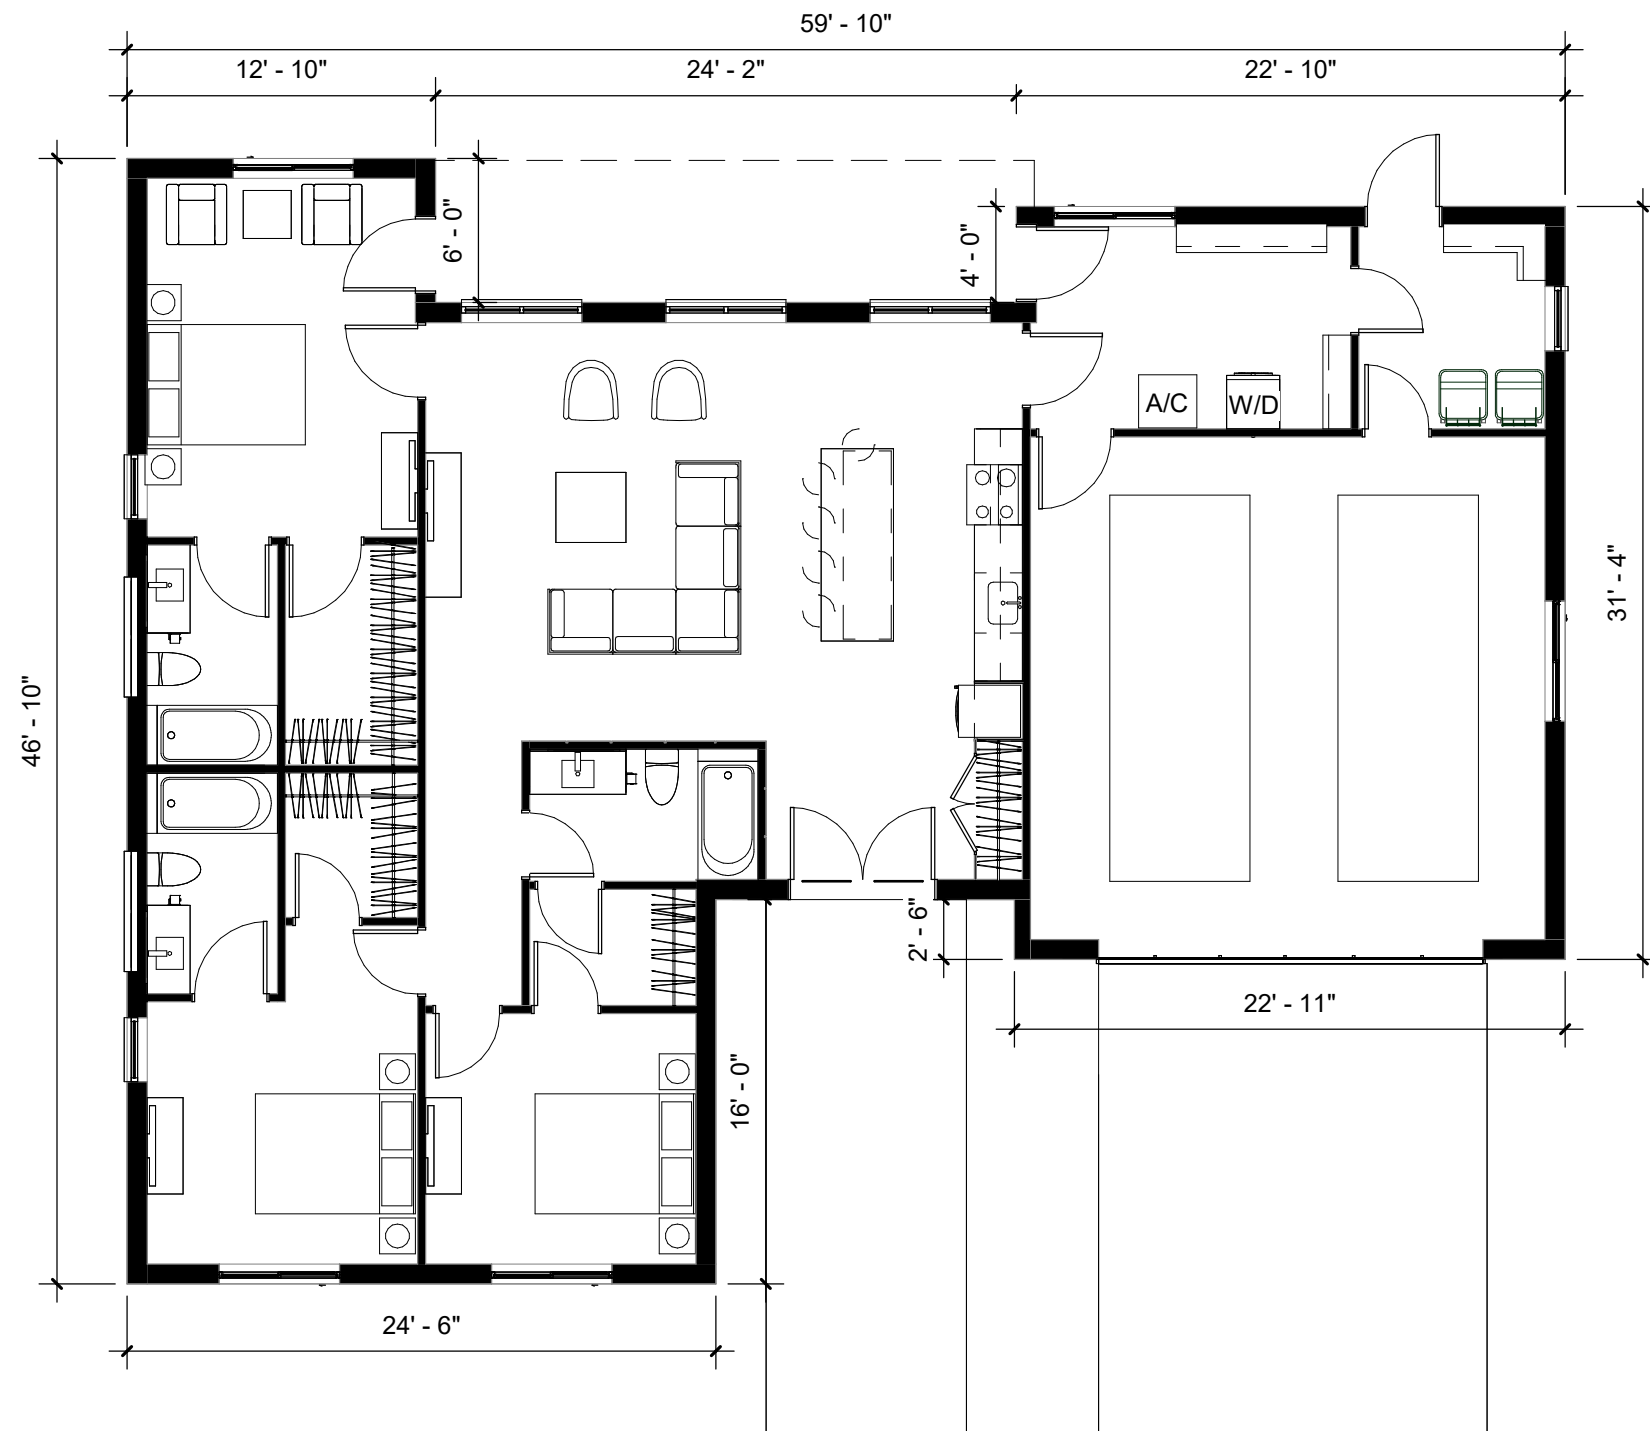 59' - 10"
12' - 10"
24' - 2"
22' - 10"
6' - 0"
4' - 0"
A/C
W/D
31' - 4"
46' - 10"
2' - 6"
22' - 11"
16' - 0"
24' - 6"